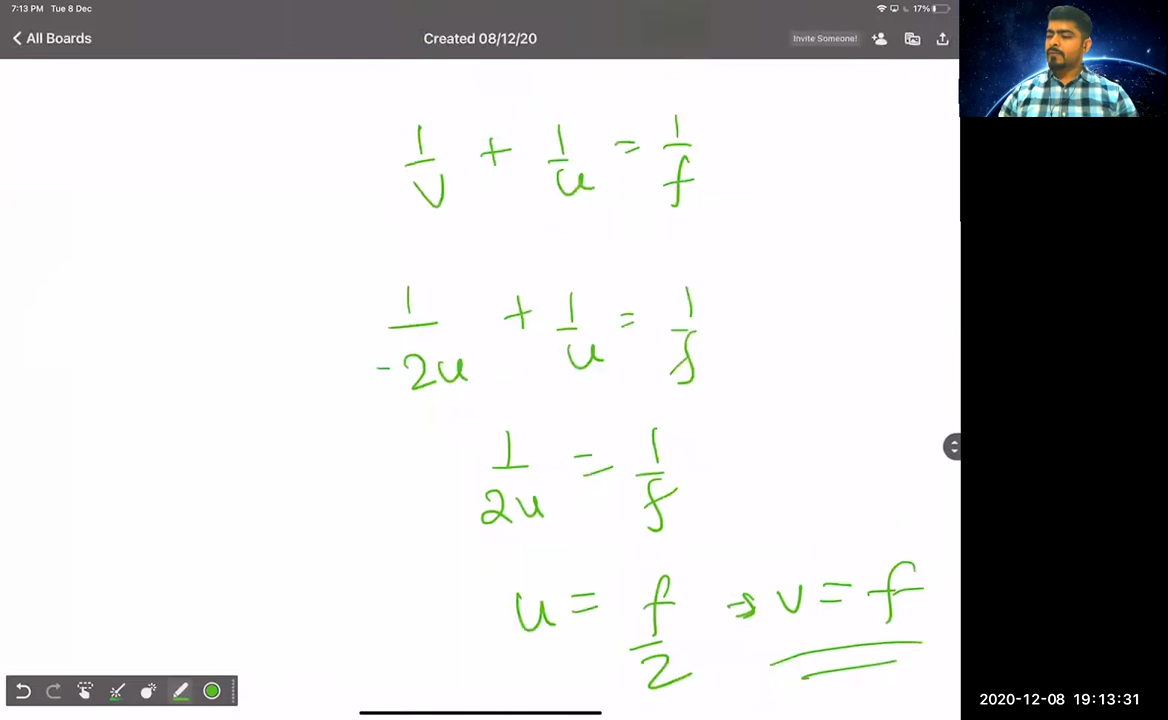 7:13 PM Tue 8 Dec 17%
All Boards Created 08/12/20 Invite Someone!
1/v + 1/u = 1/f
1/-2u + 1/u = 1/f
1/2u = 1/f
u = f/2 ⇒ v = f
2020-12-08 19:13:31